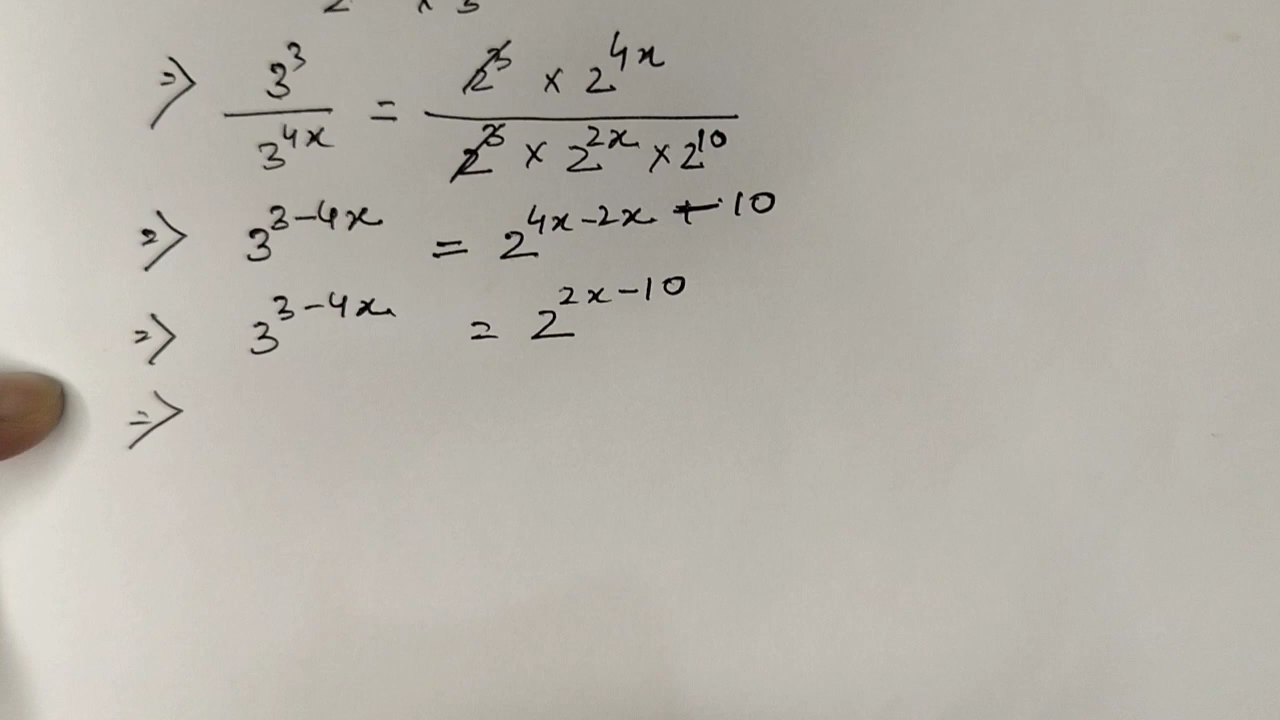 ⇒ 3^3 / 3^{4x} = 2^3 × 2^{4x} / 2^3 × 2^{2x} × 2^{10}
⇒ 3^{3-4x} = 2^{4x-2x-10}
⇒ 3^{3-4x} = 2^{2x-10}
⇒